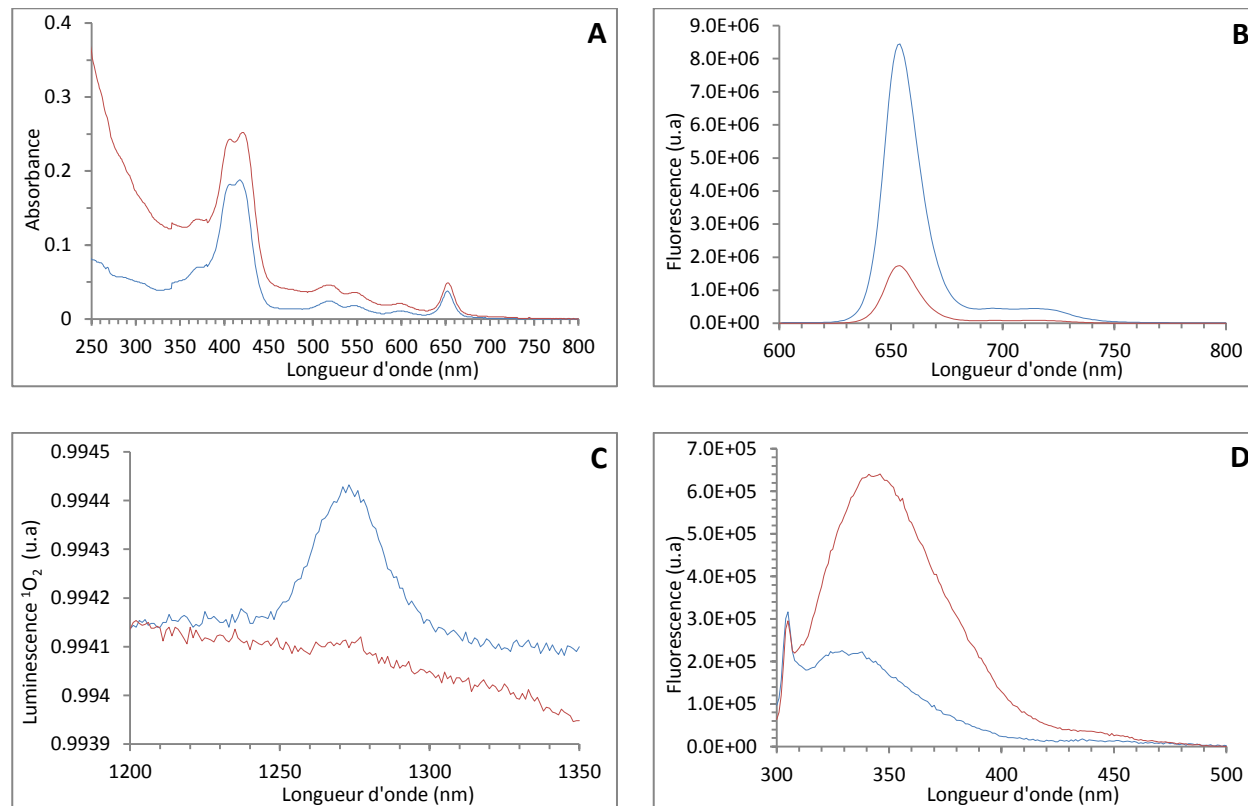 A
Absorbance
0.4
0.3
0.2
0.1
0
250 300 350 400 450 500 550 600 650 700 750 800
Longueur d'onde (nm)
B
Fluorescence (u.a)
9.0E+06
8.0E+06
7.0E+06
6.0E+06
5.0E+06
4.0E+06
3.0E+06
2.0E+06
1.0E+06
0.0E+00
600 650 700 750 800
Longueur d'onde (nm)
C
Luminescence ¹O₂ (u.a)
0.9945
0.9944
0.9943
0.9942
0.9941
0.994
0.9939
1200 1250 1300 1350
Longueur d'onde (nm)
D
Fluorescence (u.a)
7.0E+05
6.0E+05
5.0E+05
4.0E+05
3.0E+05
2.0E+05
1.0E+05
0.0E+00
300 350 400 450 500
Longueur d'onde (nm)